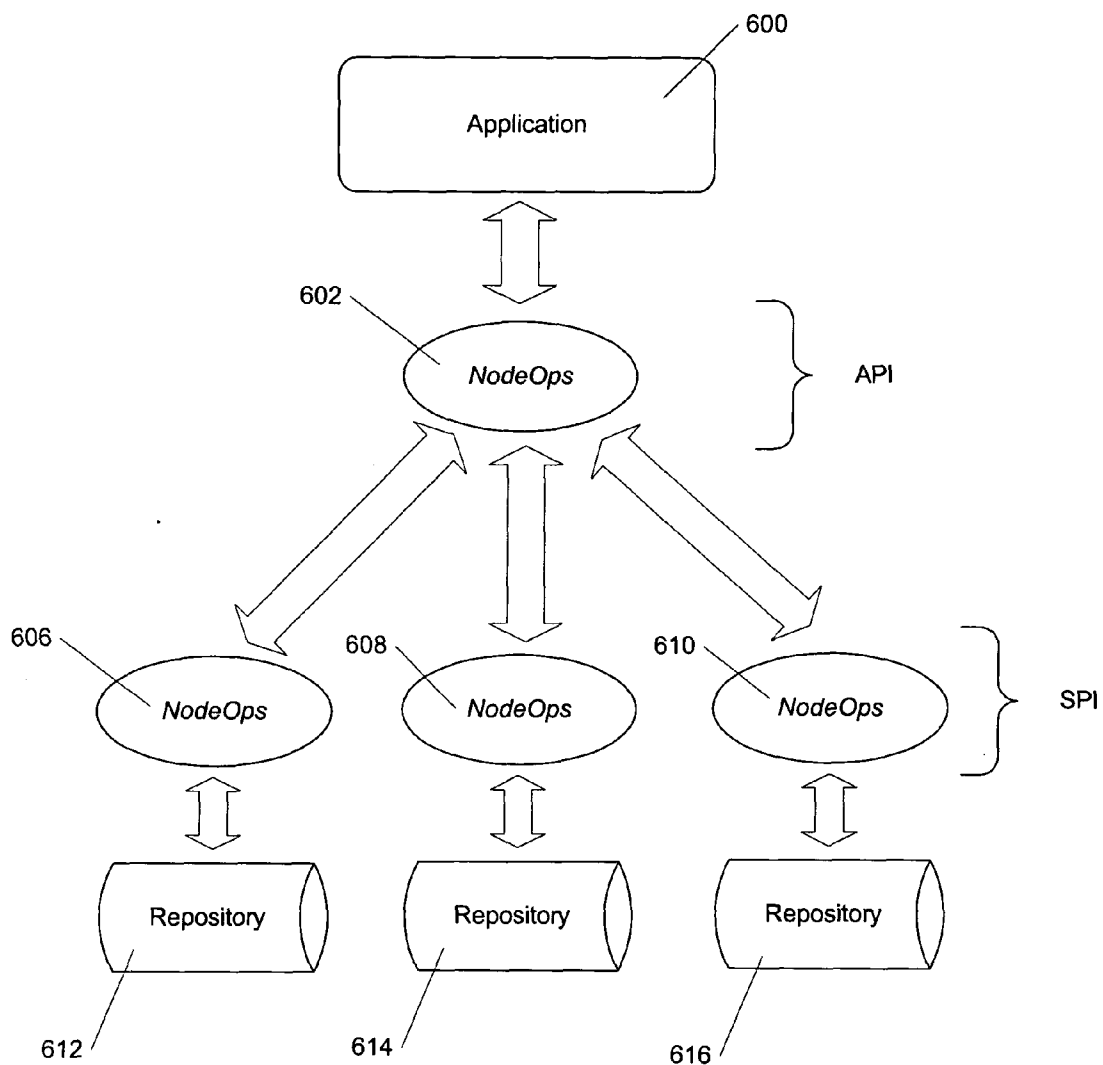 600
Application
602
NodeOps
API
606
608
610
NodeOps
NodeOps
NodeOps
SPI
Repository
Repository
Repository
612
614
616